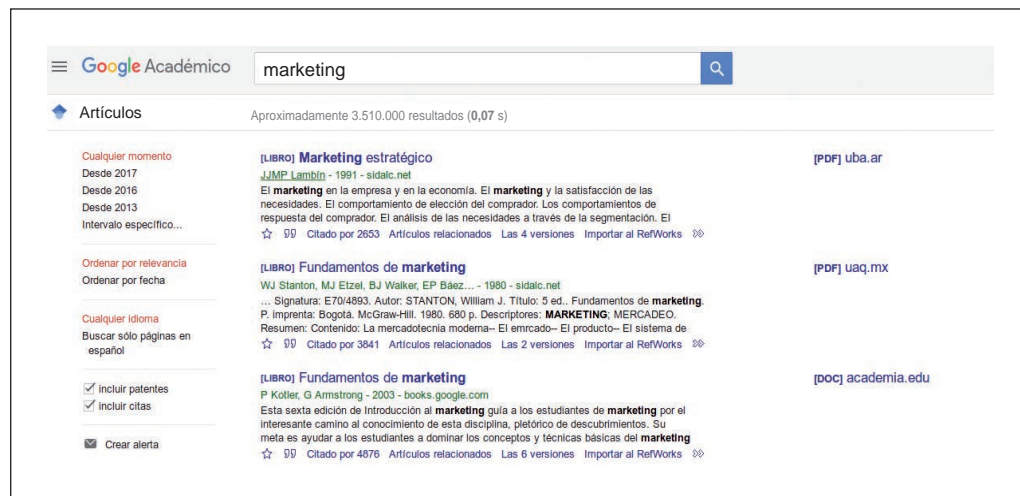 Google Académico
marketing
Artículos
Aproximadamente 3.510.000 resultados (0,07 s)
Cualquier momento
Desde 2017
Desde 2016
Desde 2013
Intervalo específico...
Ordenar por relevancia
Ordenar por fecha
Cualquier idioma
Buscar sólo páginas en
español
incluir patentes
incluir citas
Crear alerta
[LIBRO] Marketing estratégico
JJMP Lambín - 1991 - sidalc.net
El marketing en la empresa y en la economía. El marketing y la satisfacción de las
necesidades. El comportamiento de elección del comprador. Los comportamientos de
respuesta del comprador. El análisis de las necesidades a través de la segmentación. El
Citado por 2653 Artículos relacionados Las 4 versiones Importar al RefWorks
[PDF] uba.ar
[LIBRO] Fundamentos de marketing
WJ Stanton, MJ Etzel, BJ Walker, EP Báez... - 1980 - sidalc.net
... Signatura: E70/4893. Autor: STANTON, William J. Título: 5 ed.. Fundamentos de marketing.
P. imprenta: Bogotá. McGraw-Hill. 1980. 680 p. Descriptores: MARKETING; MERCADEO.
Resumen: Contenido: La mercadotecnia moderna-- El emrcado-- El producto-- El sistema de
Citado por 3841 Artículos relacionados Las 2 versiones Importar al RefWorks
[PDF] uaq.mx
[LIBRO] Fundamentos de marketing
P Kotler, G Armstrong - 2003 - books.google.com
Esta sexta edición de Introducción al marketing guía a los estudiantes de marketing por el
interesante camino al conocimiento de esta disciplina, pletórico de descubrimientos. Su
meta es ayudar a los estudiantes a dominar los conceptos y técnicas básicas del marketing
Citado por 4876 Artículos relacionados Las 6 versiones Importar al RefWorks
[DOC] academia.edu